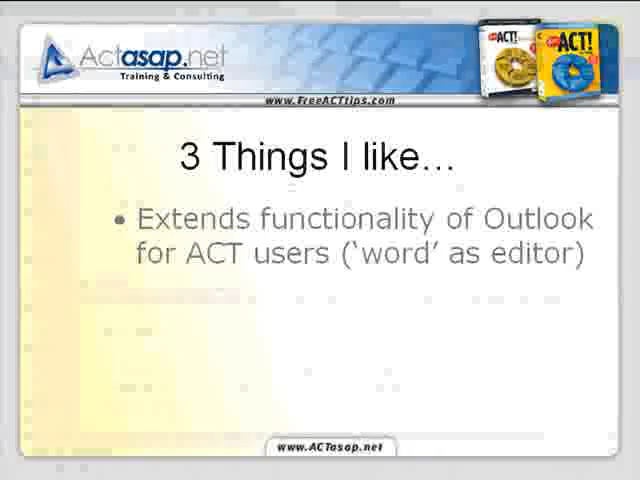 Actasap.net
Training & Consulting
ACT!
ACT!
www.FreeACTtips.com
3 Things I like...
• Extends functionality of Outlook
for ACT users (‘word’ as editor)
www.ACTasap.net